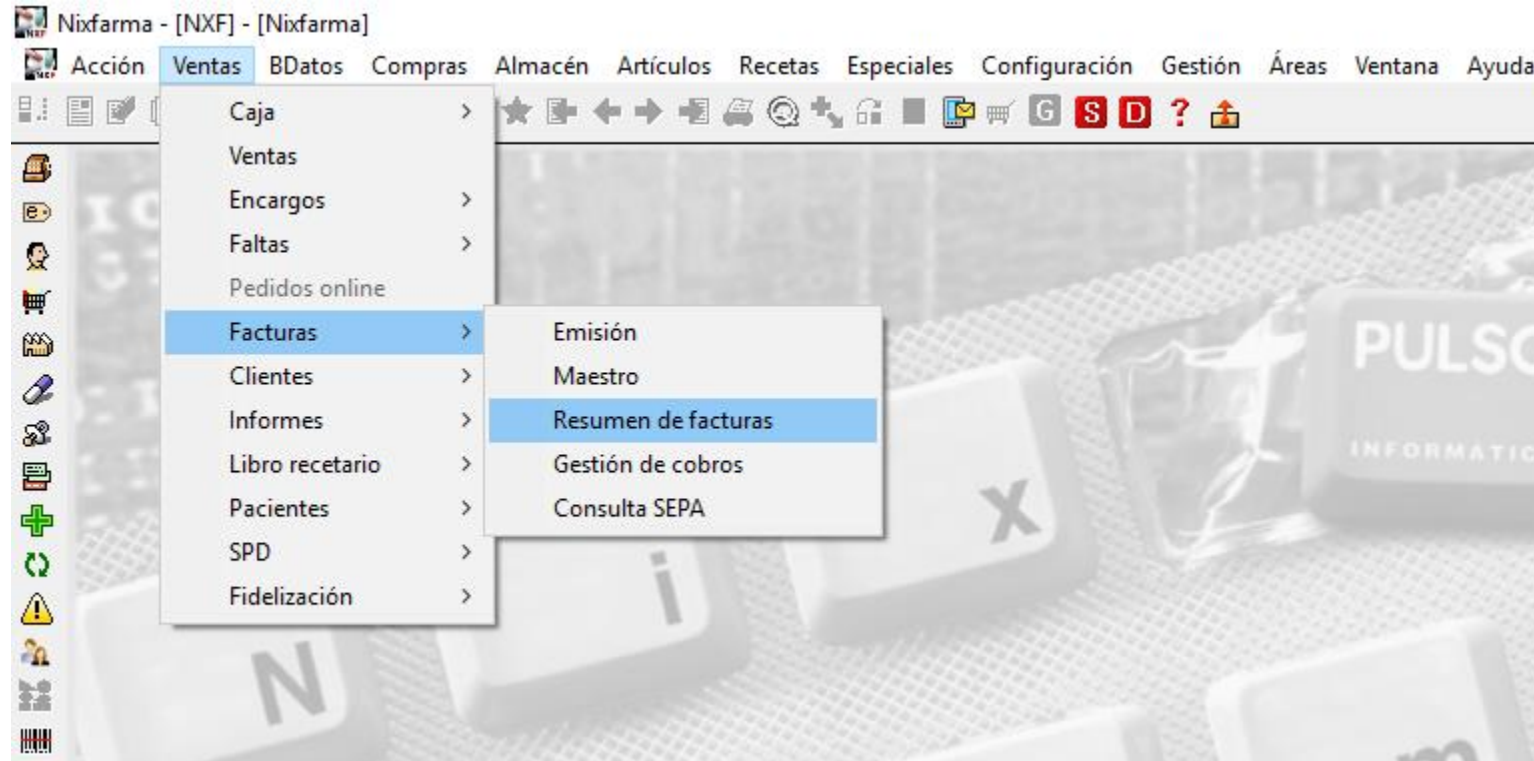 Nixfarma - [NXF] - [Nixfarma]
Acción Ventas BDatos Compras Almacén Artículos Recetas Especiales Configuración Gestión Áreas Ventana Ayuda
G S D ?
Caja
Ventas
Encargos
Faltas
Pedidos online
Facturas
Clientes
Informes
Libro recetario
Pacientes
SPD
Fidelización
Emisión
Maestro
Resumen de facturas
Gestión de cobros
Consulta SEPA
PULSO
INFORMATIC
N i x